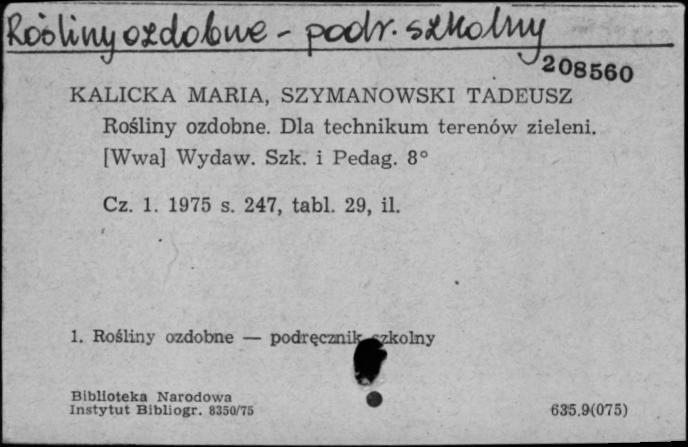 Rośliny ozdobne - podr. szkolny
208560
KALICKA MARIA, SZYMANOWSKI TADEUSZ
Rośliny ozdobne. Dla technikum terenów zieleni.
[Wwa] Wydaw. Szk. i Pedag. 8°
Cz. 1. 1975 s. 247, tabl. 29, il.
1. Rośliny ozdobne — podręcznik szkolny
Biblioteka Narodowa
Instytut Bibliogr. 8350/75
635.9(075)